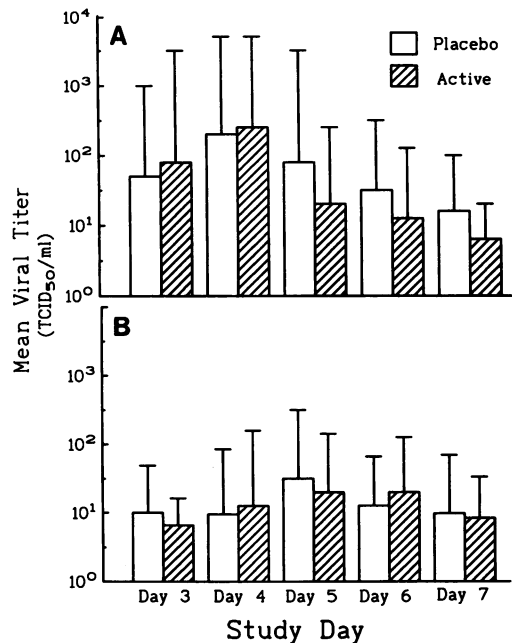 A
10⁴
10³
10²
10¹
10⁰
Placebo
Active
Mean Viral Titer
(TCID₅₀/ml)
B
10³
10²
10¹
10⁰
Day 3 Day 4 Day 5 Day 6 Day 7
Study Day